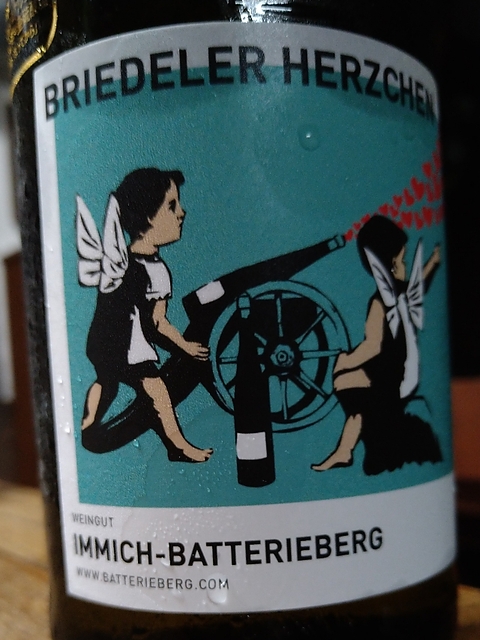 BRIEDELER HERZCHEN
WEINGUT
IMMICH-BATTERIEBERG
WWW.BATTERIEBERG.COM